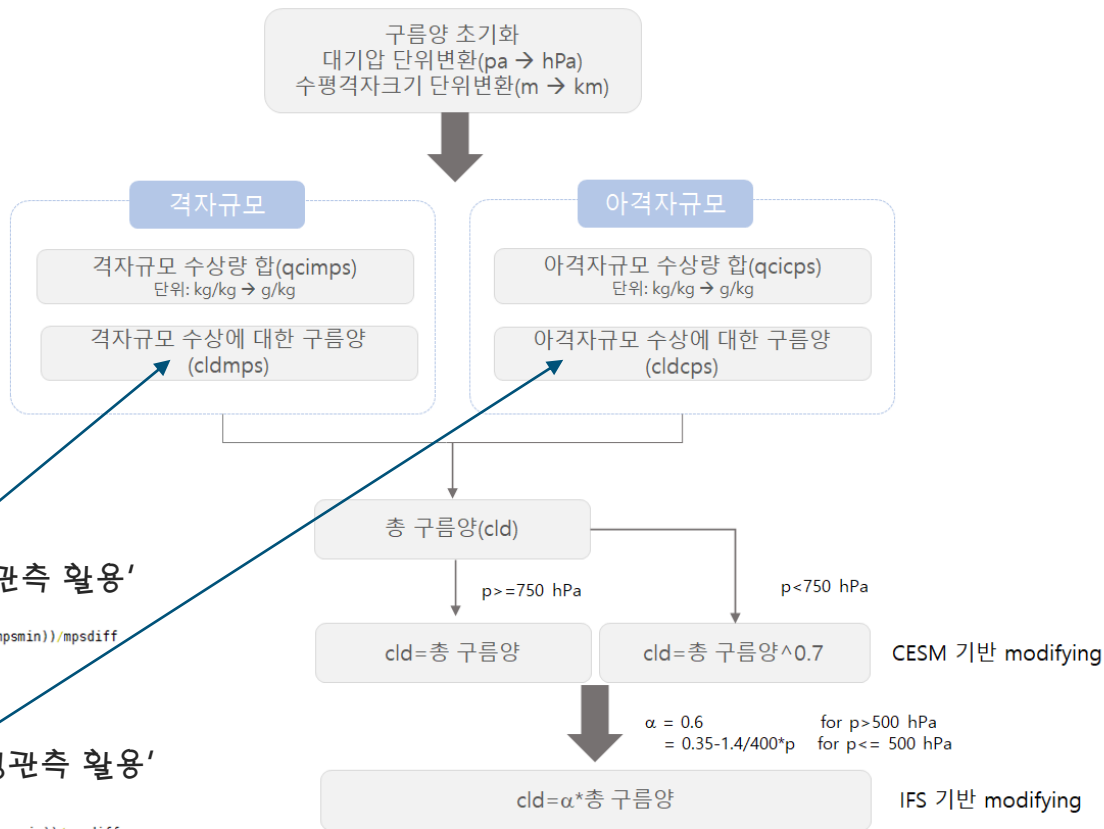 구름양 초기화
대기압 단위변환(pa → hPa)
수평격자크기 단위변환(m → km)
격자규모
아격자규모
격자규모 수상량 합(qcimps)
단위: kg/kg → g/kg
아격자규모 수상량 합(qcicps)
단위: kg/kg → g/kg
격자규모 수상에 대한 구름양
(cldmps)
아격자규모 수상에 대한 구름양
(cldcps)
총 구름양(cld)
관측 활용’
p>=750 hPa
p<750 hPa
))/mpsdiff
cld=총 구름양
cld=총 구름양^0.7
CESM 기반 modifying
α = 0.6 for p>500 hPa
= 0.35-1.4/400*p for p<= 500 hPa
관측 활용’
cld=α*총 구름양
IFS 기반 modifying